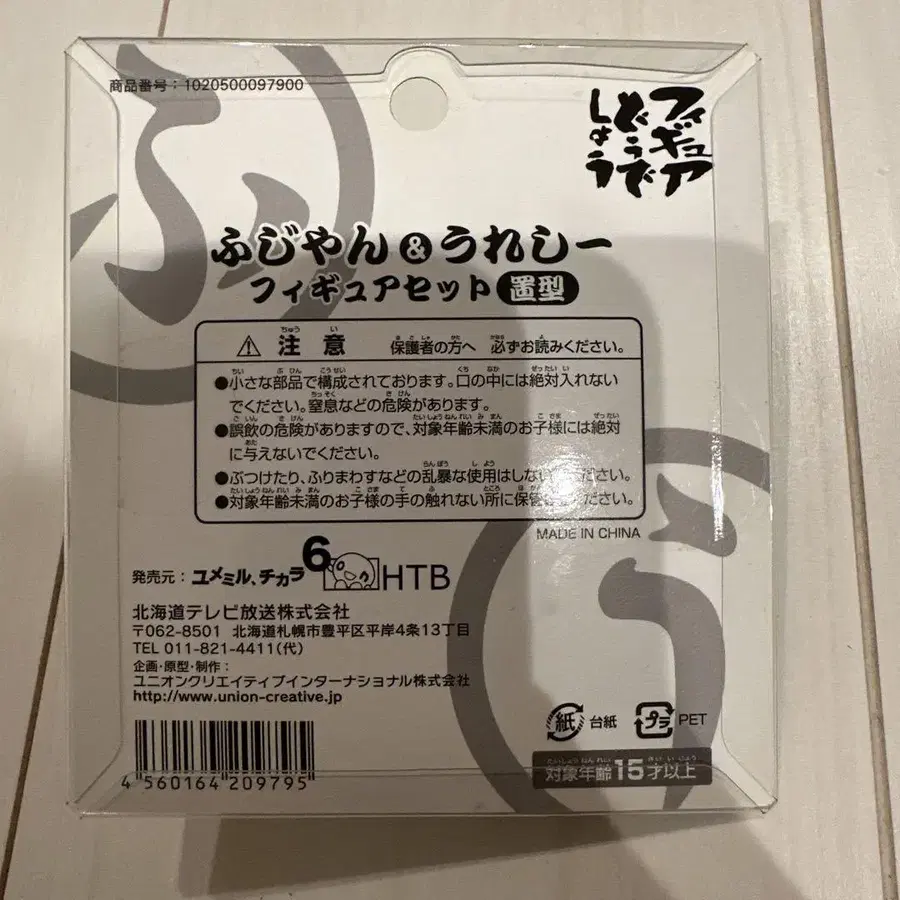 商品番号：1020500097900
フィギュア
どうで
しょう
ふじやん&うれしー
フィギュアセット 置型
⚠ 注意 保護者の方へ 必ずお読みください。
●小さな部品で構成されております。口の中には絶対入れない
でください。窒息などの危険があります。
●誤飲の危険がありますので、対象年齢未満のお子様には絶対
に与えないでください。
●ぶつけたり、ふりまわすなどの乱暴な使用はしない ください。
●対象年齢未満のお子様の手の触れない所に保管 ください。
MADE IN CHINA
発売元：ユメミル、チカラ 6 HTB
北海道テレビ放送株式会社
〒062-8501 北海道札幌市豊平区平岸4条13丁目
TEL 011-821-4411(代)
企画・原型・制作：
ユニオンクリエイティブインターナショナル株式会社
http://www.union-creative.jp
紙 台紙 プラ PET
対象年齢15才以上
4 560164 209795
ふ
う